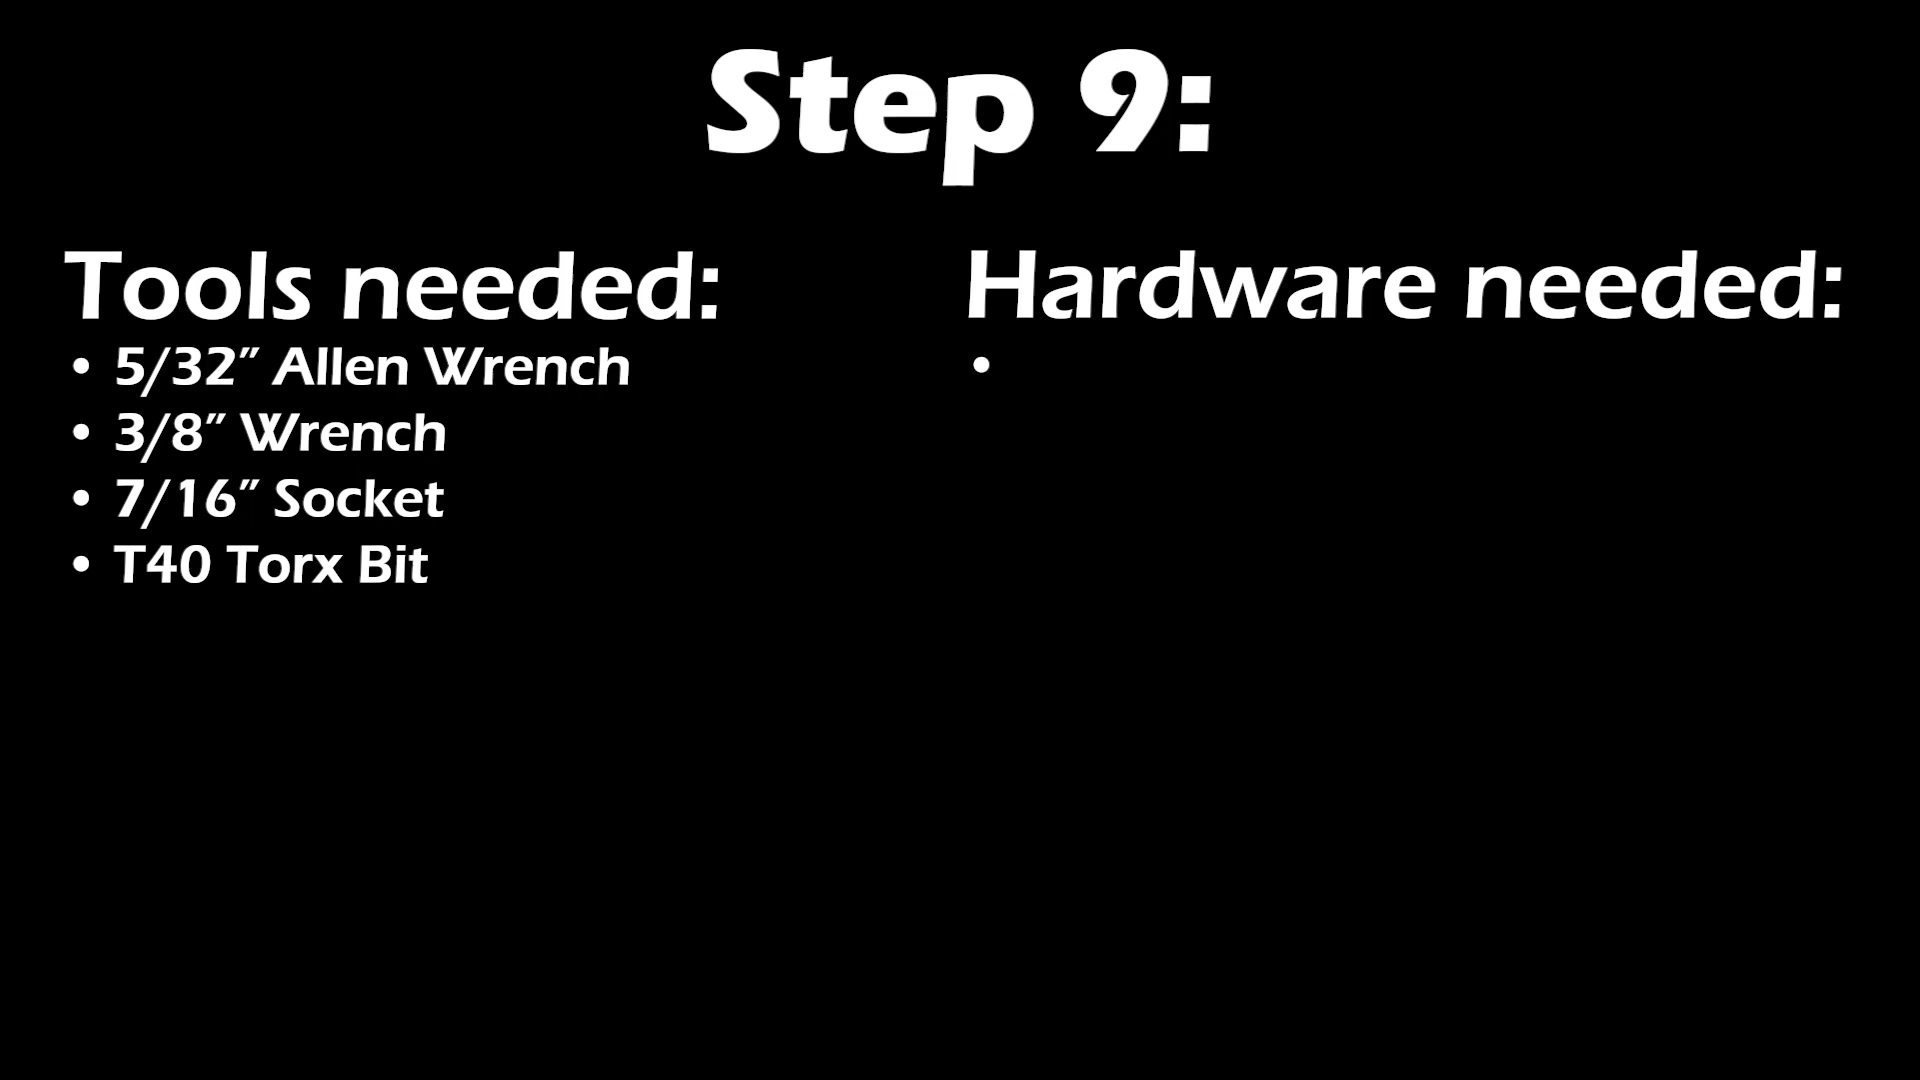 Step 9:
Tools needed:
• 5/32” Allen Wrench
• 3/8” Wrench
• 7/16” Socket
• T40 Torx Bit
Hardware needed:
•